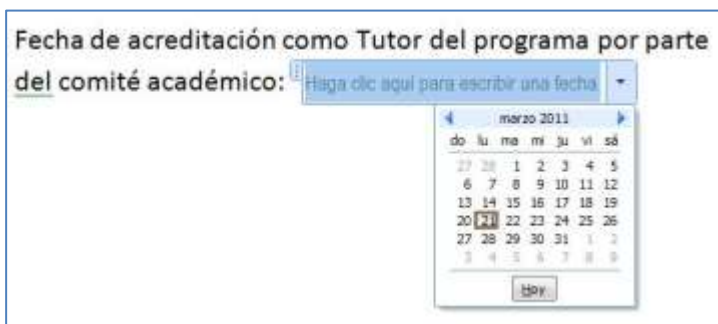 Fecha de acreditación como Tutor del programa por parte
del comité académico: Haga clic aquí para escribir una fecha
marzo 2011
do lu ma mi ju vi sá
27 28 1 2 3 4 5
6 7 8 9 10 11 12
13 14 15 16 17 18 19
20 21 22 23 24 25 26
27 28 29 30 31 1 2
3 4 5 6 7 8 9
Hoy